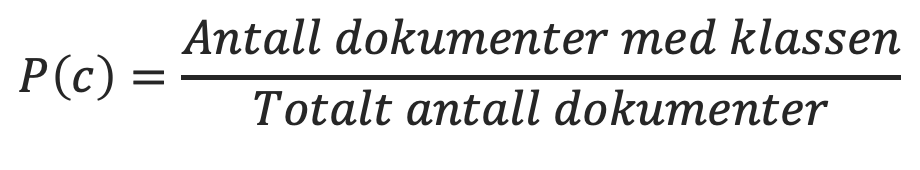 P(c) = Antall dokumenter med klassen
Totalt antall dokumenter